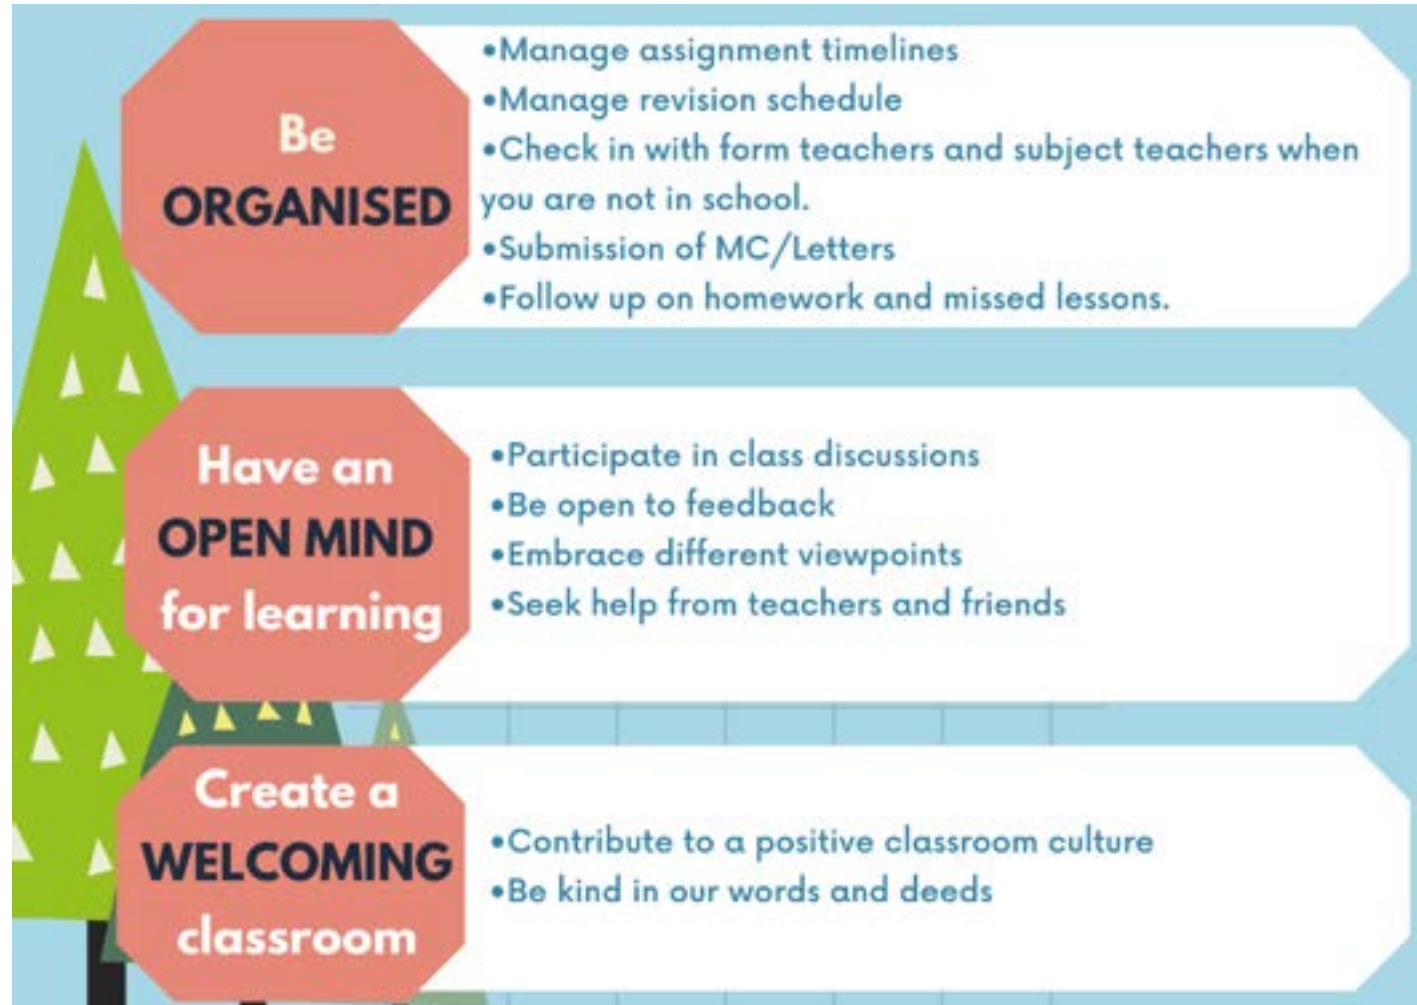 Be
ORGANISED
•Manage assignment timelines
•Manage revision schedule
•Check in with form teachers and subject teachers when
you are not in school.
•Submission of MC/Letters
•Follow up on homework and missed lessons.
Have an
OPEN MIND
for learning
•Participate in class discussions
•Be open to feedback
•Embrace different viewpoints
•Seek help from teachers and friends
Create a
WELCOMING
classroom
•Contribute to a positive classroom culture
•Be kind in our words and deeds